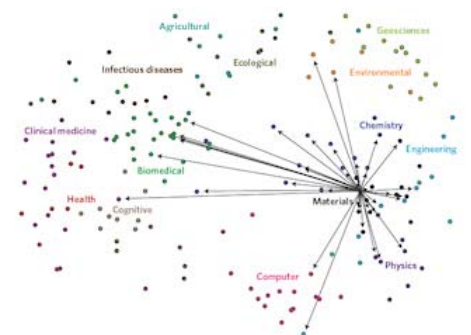 Agricultural
Geosciences
Ecological
Infectious diseases
Environmental
Chemistry
Clinical medicine
Engineering
Biomedical
Health
Cognitive
Materials
Physics
Computer